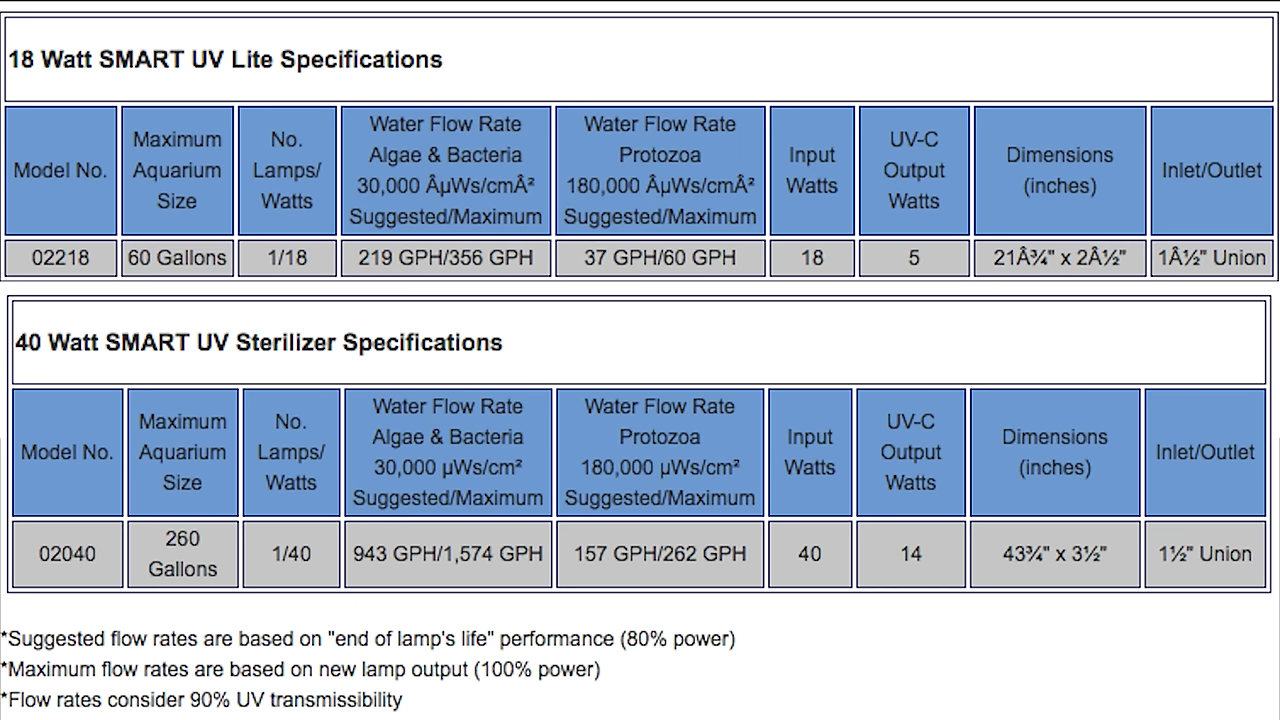 18 Watt SMART UV Lite Specifications
Model No.
Maximum
Aquarium
Size
No.
Lamps/
Watts
Water Flow Rate
Algae & Bacteria
30,000 ÂµWs/cmÂ²
Suggested/Maximum
Water Flow Rate
Protozoa
180,000 ÂµWs/cmÂ²
Suggested/Maximum
Input
Watts
UV-C
Output
Watts
Dimensions
(inches)
Inlet/Outlet
02218
60 Gallons
1/18
219 GPH/356 GPH
37 GPH/60 GPH
18
5
21Â¾" x 2Â½"
1Â½" Union
40 Watt SMART UV Sterilizer Specifications
Model No.
Maximum
Aquarium
Size
No.
Lamps/
Watts
Water Flow Rate
Algae & Bacteria
30,000 µWs/cm²
Suggested/Maximum
Water Flow Rate
Protozoa
180,000 µWs/cm²
Suggested/Maximum
Input
Watts
UV-C
Output
Watts
Dimensions
(inches)
Inlet/Outlet
02040
260
Gallons
1/40
943 GPH/1,574 GPH
157 GPH/262 GPH
40
14
43¾" x 3½"
1½" Union
*Suggested flow rates are based on "end of lamp's life" performance (80% power)
*Maximum flow rates are based on new lamp output (100% power)
*Flow rates consider 90% UV transmissibility